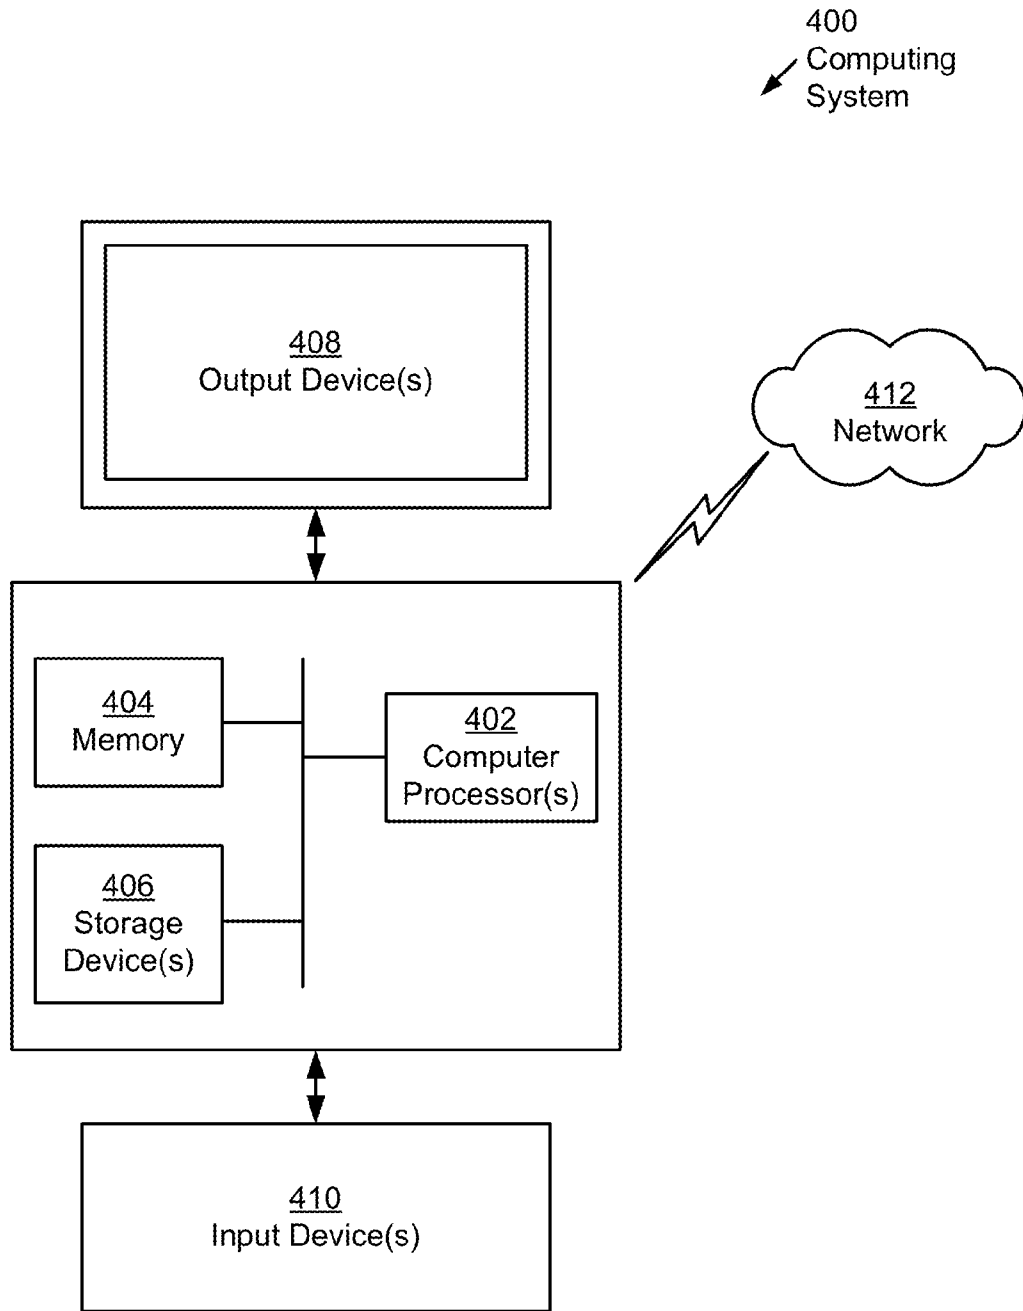 400
Computing
System
408
Output Device(s)
412
Network
404
Memory
402
Computer
Processor(s)
406
Storage
Device(s)
410
Input Device(s)